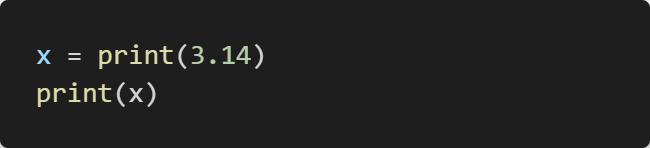 x = print(3.14)
print(x)